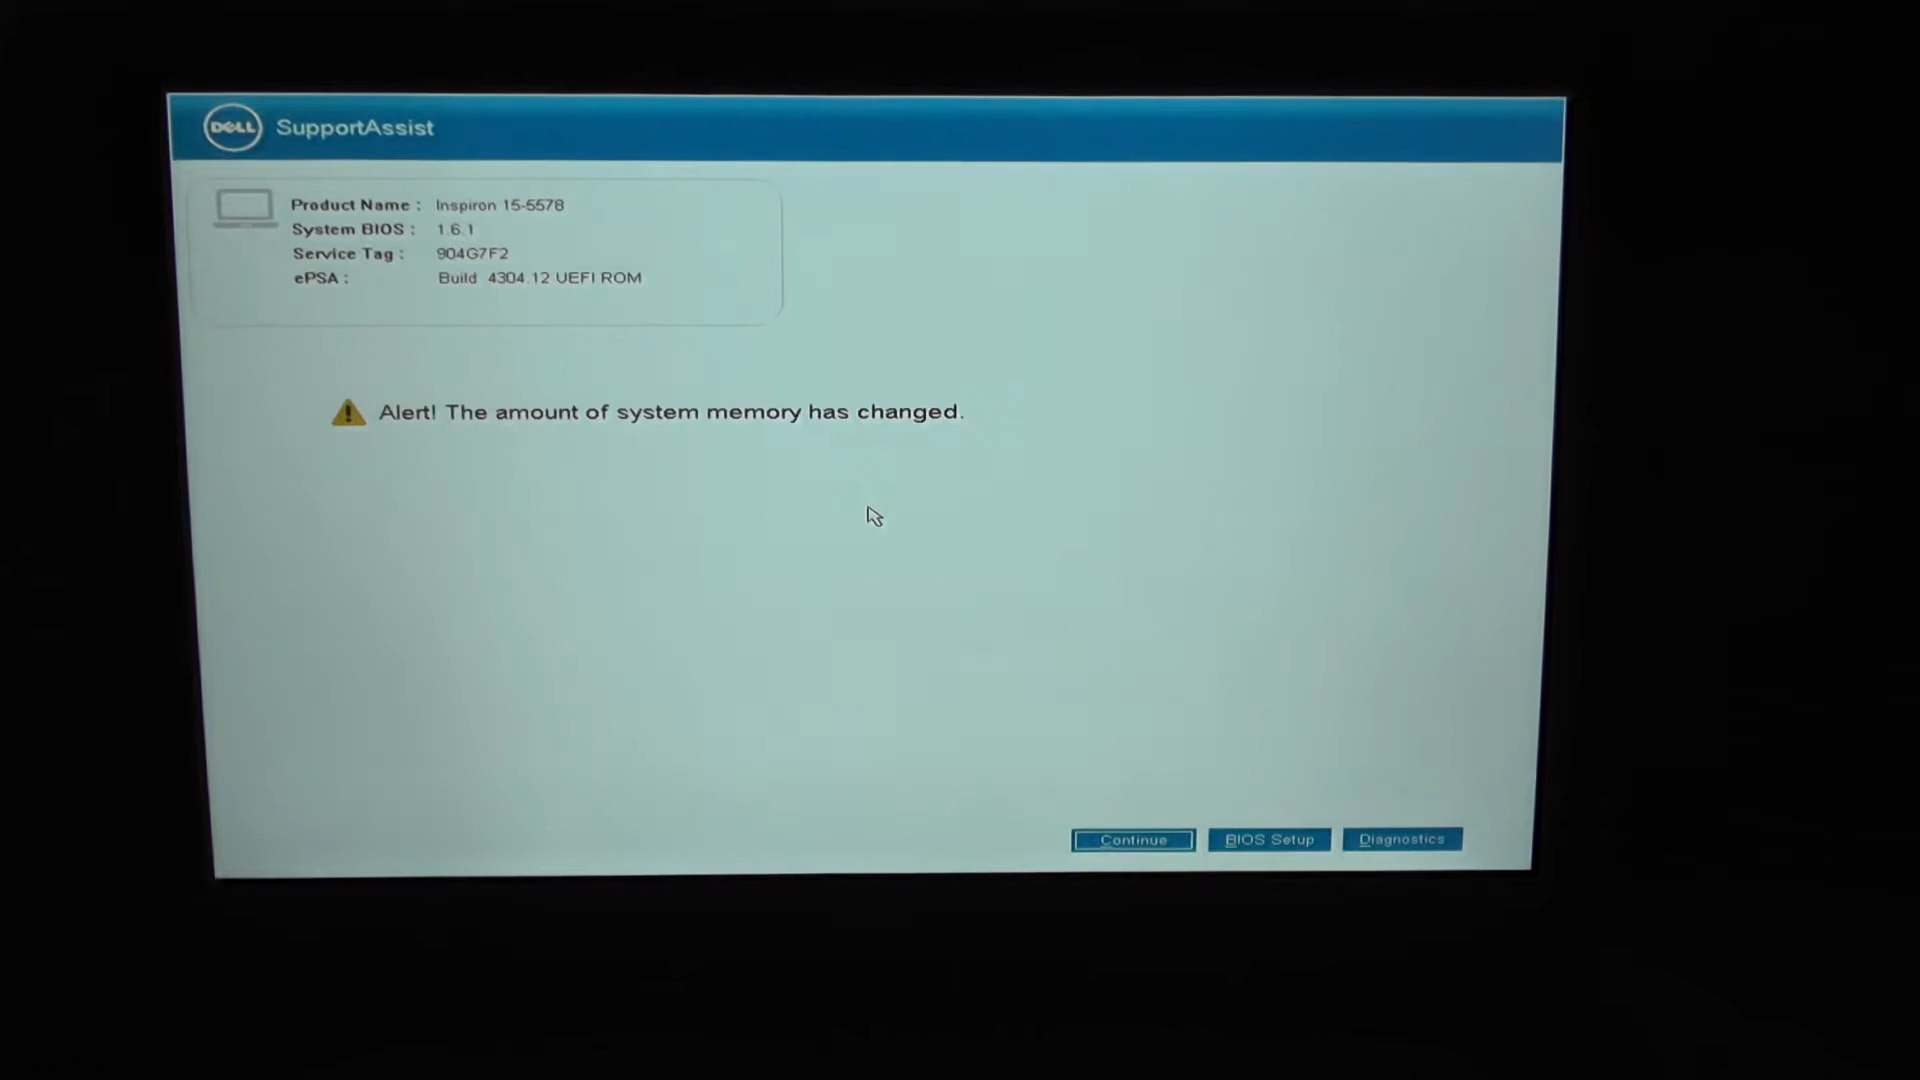 DELL SupportAssist
Product Name : Inspiron 15-5578
System BIOS : 1.6.1
Service Tag : 904G7F2
ePSA : Build 4304.12 UEFI ROM
Alert! The amount of system memory has changed.
Continue BIOS Setup Diagnostics